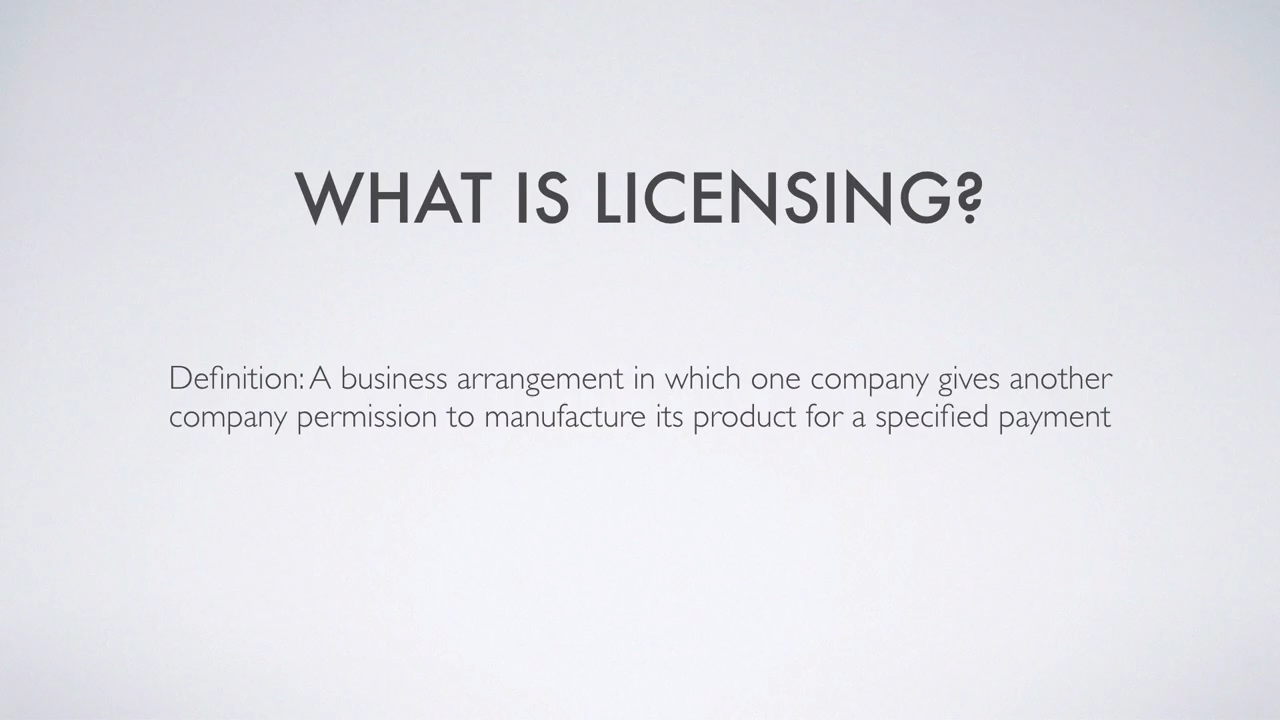 WHAT IS LICENSING?
Definition: A business arrangement in which one company gives another
company permission to manufacture its product for a specified payment